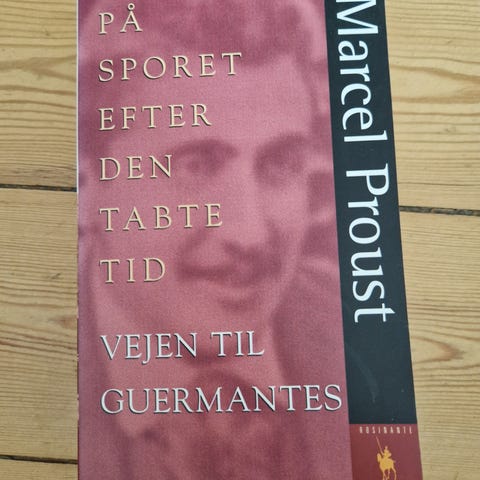 PÅ
SPORET
EFTER
DEN
TABTE
TID
VEJEN TIL
GUERMANTES
Marcel Proust
ROSINANTE